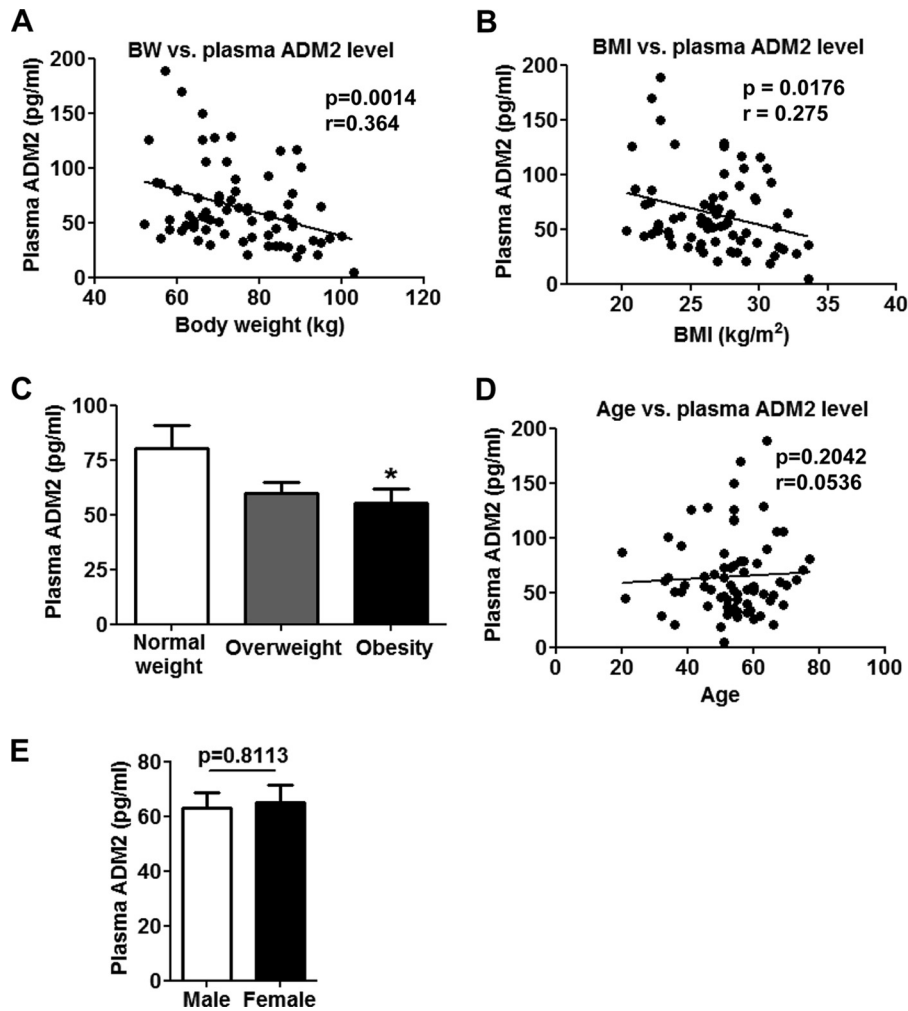 A
BW vs. plasma ADM2 level
Plasma ADM2 (pg/ml)
200
150
100
50
0
p=0.0014
r=0.364
40
60
80
100
120
Body weight (kg)
B
BMI vs. plasma ADM2 level
Plasma ADM2 (pg/ml)
200
150
100
50
0
p = 0.0176
r = 0.275
20
25
30
35
40
BMI (kg/m²)
C
Plasma ADM2 (pg/ml)
100
75
50
25
0
*
Normal
weight
Overweight
Obesity
D
Age vs. plasma ADM2 level
Plasma ADM2 (pg/ml)
200
150
100
50
0
p=0.2042
r=0.0536
0
20
40
60
80
100
Age
E
Plasma ADM2 (pg/ml)
80
60
40
20
0
p=0.8113
Male
Female